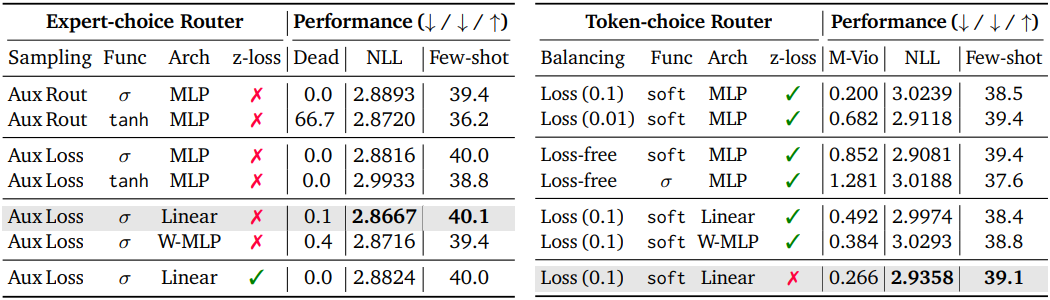 Expert-choice Router Performance (↓ / ↓ / ↑)
Sampling Func Arch z-loss Dead NLL Few-shot
Aux Rout σ MLP ✗ 0.0 2.8893 39.4
Aux Rout tanh MLP ✗ 66.7 2.8720 36.2
Aux Loss σ MLP ✗ 0.0 2.8816 40.0
Aux Loss tanh MLP ✗ 0.0 2.9933 38.8
Aux Loss σ Linear ✗ 0.1 2.8667 40.1
Aux Loss σ W-MLP ✗ 0.4 2.8716 39.4
Aux Loss σ Linear ✓ 0.0 2.8824 40.0
Token-choice Router Performance (↓ / ↓ / ↑)
Balancing Func Arch z-loss M-Vio NLL Few-shot
Loss (0.1) soft MLP ✓ 0.200 3.0239 38.5
Loss (0.01) soft MLP ✓ 0.682 2.9118 39.4
Loss-free soft MLP ✓ 0.852 2.9081 39.4
Loss-free σ MLP ✓ 1.281 3.0188 37.6
Loss (0.1) soft Linear ✓ 0.492 2.9974 38.4
Loss (0.1) soft W-MLP ✓ 0.384 3.0293 38.8
Loss (0.1) soft Linear ✗ 0.266 2.9358 39.1